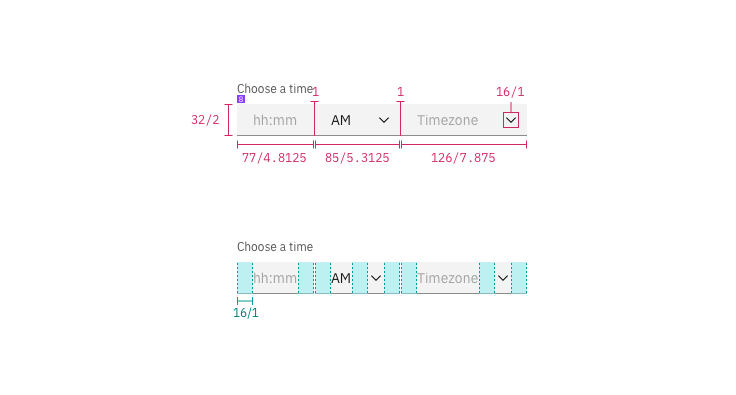 Choose a time
1
1
16/1
8
32/2
hh:mm
AM
Timezone
77/4.8125
85/5.3125
126/7.875
Choose a time
hh:mm
AM
Timezone
16/1